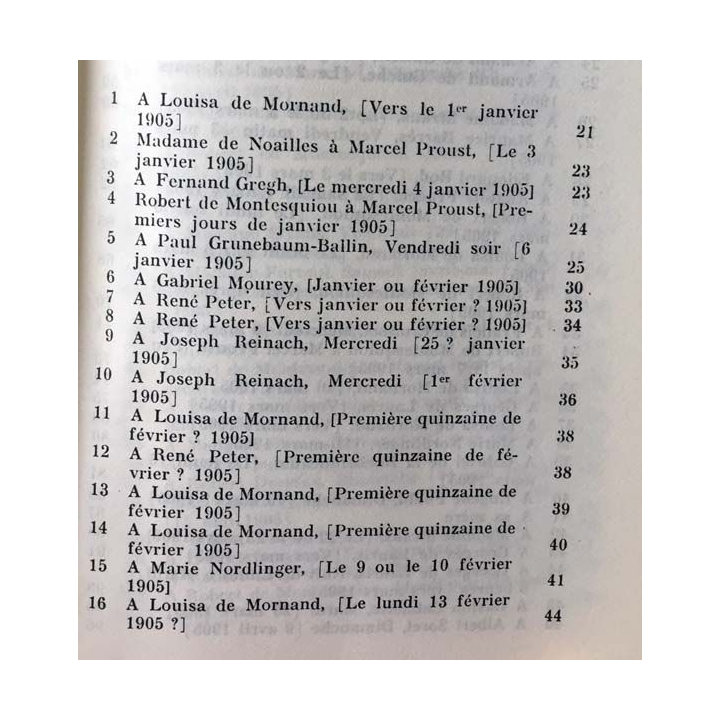 1 A Louisa de Mornand, [Vers le 1er janvier
1905] 21
2 Madame de Noailles à Marcel Proust, [Le 3
janvier 1905] 23
3 A Fernand Gregh, [Le mercredi 4 janvier 1905] 23
4 Robert de Montesquiou à Marcel Proust, [Pre-
miers jours de janvier 1905] 24
5 A Paul Grunebaum-Ballin, Vendredi soir [6
janvier 1905] 25
6 A Gabriel Mourey, [Janvier ou février 1905] 30
7 A René Peter, [Vers janvier ou février ? 1905] 33
8 A René Peter, [Vers janvier ou février ? 1905] 34
9 A Joseph Reinach, Mercredi [25 ? janvier
1905] 35
10 A Joseph Reinach, Mercredi [1er février
1905] 36
11 A Louisa de Mornand, [Première quinzaine de
février ? 1905] 38
12 A René Peter, [Première quinzaine de fé-
vrier ? 1905] 38
13 A Louisa de Mornand, [Première quinzaine de
février 1905] 39
14 A Louisa de Mornand, [Première quinzaine de
février 1905] 40
15 A Marie Nordlinger, [Le 9 ou le 10 février
1905] 41
16 A Louisa de Mornand, [Le lundi 13 février
1905 ?] 44